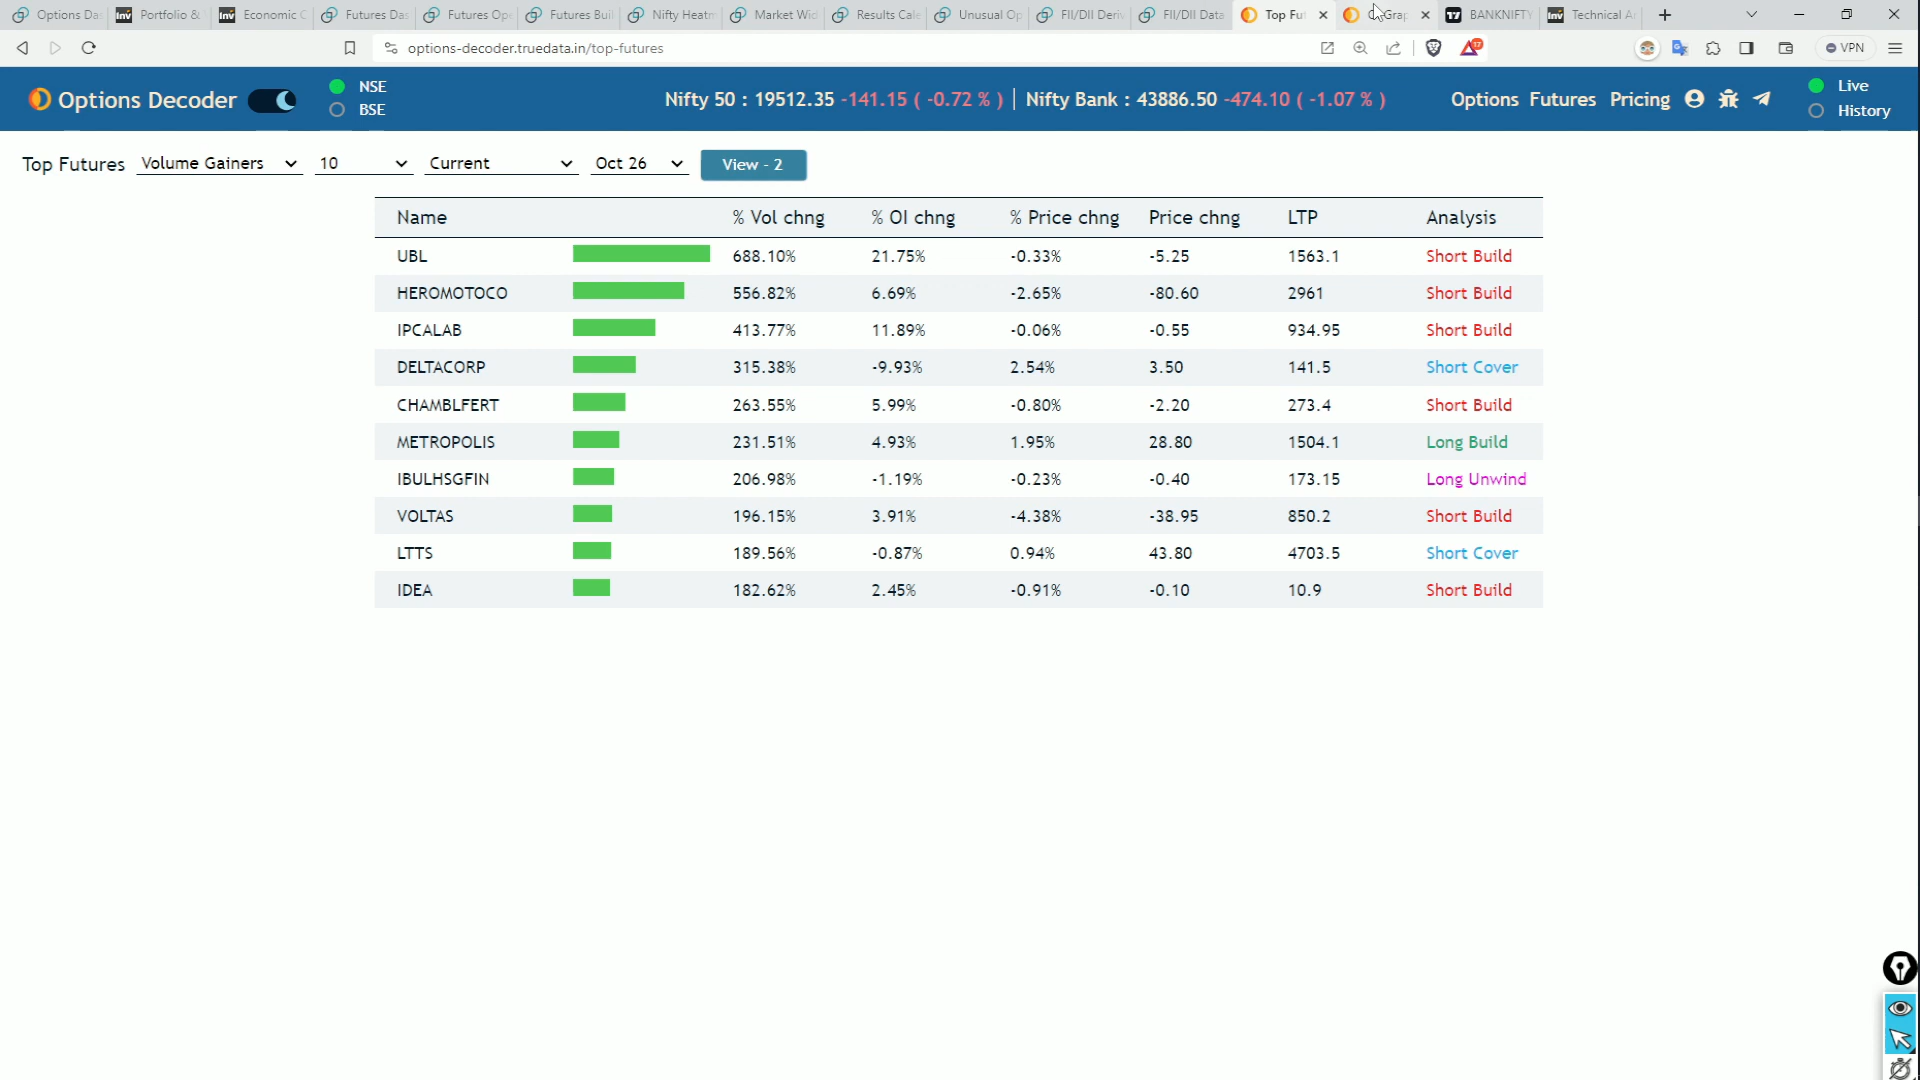 Options Da
Portfolio &
Economic C
Futures Das
Futures Ope
Futures Buil
Nifty Heatm
Market Wid
Results Cale
Unusual Op
FII/DII Deriv
FII/DII Data
Top Fut
BANKNIFTY
Technical A
options-decoder.truedata.in/top-futures
17
VPN
Options Decoder
NSE
BSE
Nifty 50 : 19512.35 -141.15 ( -0.72 % ) | Nifty Bank : 43886.50 -474.10 ( -1.07 % )
Options Futures Pricing
Live
History
Top Futures Volume Gainers 10 Current Oct 26 View - 2
Name % Vol chng % OI chng % Price chng Price chng LTP Analysis
UBL 688.10% 21.75% -0.33% -5.25 1563.1 Short Build
HEROMOTOCO 556.82% 6.69% -2.65% -80.60 2961 Short Build
IPCALAB 413.77% 11.89% -0.06% -0.55 934.95 Short Build
DELTACORP 315.38% -9.93% 2.54% 3.50 141.5 Short Cover
CHAMBLFERT 263.55% 5.99% -0.80% -2.20 273.4 Short Build
METROPOLIS 231.51% 4.93% 1.95% 28.80 1504.1 Long Build
IBULHSGFIN 206.98% -1.19% -0.23% -0.40 173.15 Long Unwind
VOLTAS 196.15% 3.91% -4.38% -38.95 850.2 Short Build
LTTS 189.56% -0.87% 0.94% 43.80 4703.5 Short Cover
IDEA 182.62% 2.45% -0.91% -0.10 10.9 Short Build